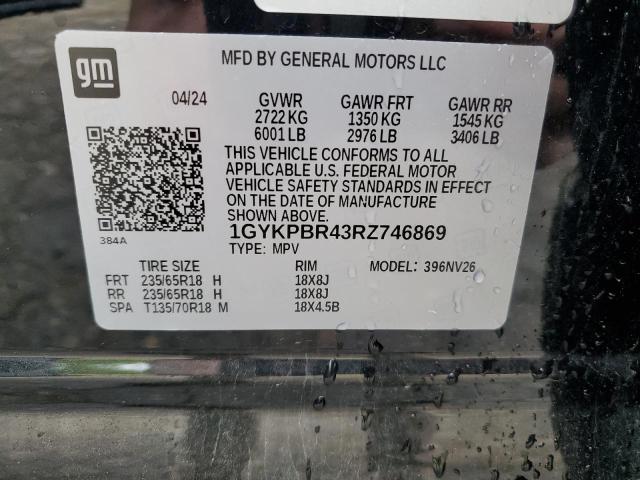 gm
MFD BY GENERAL MOTORS LLC
04/24 GVWR GAWR FRT GAWR RR
2722 KG 1350 KG 1545 KG
6001 LB 2976 LB 3406 LB
THIS VEHICLE CONFORMS TO ALL
APPLICABLE U.S. FEDERAL MOTOR
VEHICLE SAFETY STANDARDS IN EFFECT
ON THE DATE OF MANUFACTURE
SHOWN ABOVE.
384A
1GYKPBR43RZ746869
TYPE: MPV MODEL: 396NV26
TIRE SIZE RIM
FRT 235/65R18 H 18X8J
RR 235/65R18 H 18X8J
SPA T135/70R18 M 18X4.5B